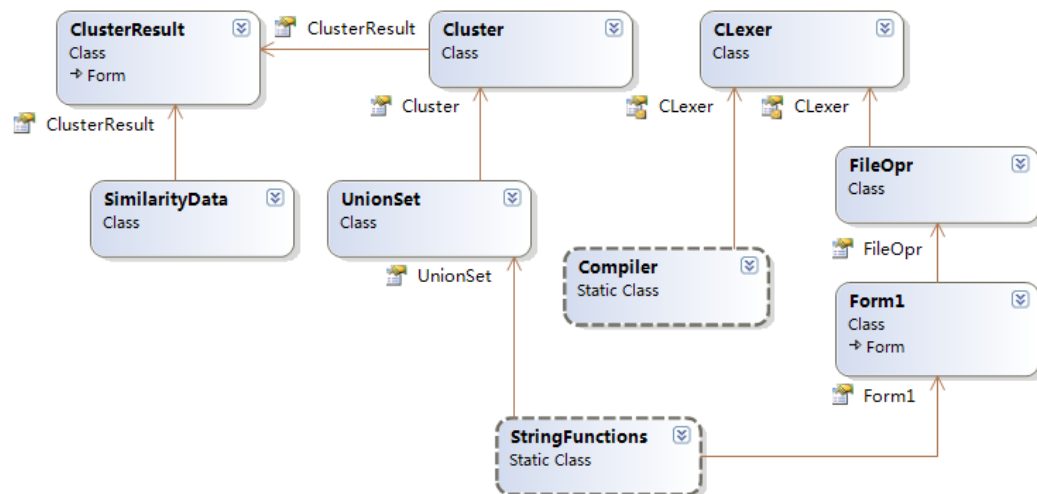 ClusterResult
Class
Form
ClusterResult
Cluster
Class
CLexer
Class
ClusterResult
Cluster
CLexer
CLexer
SimilarityData
Class
UnionSet
Class
FileOpr
Class
UnionSet
Compiler
Static Class
FileOpr
Form1
Class
Form
Form1
StringFunctions
Static Class